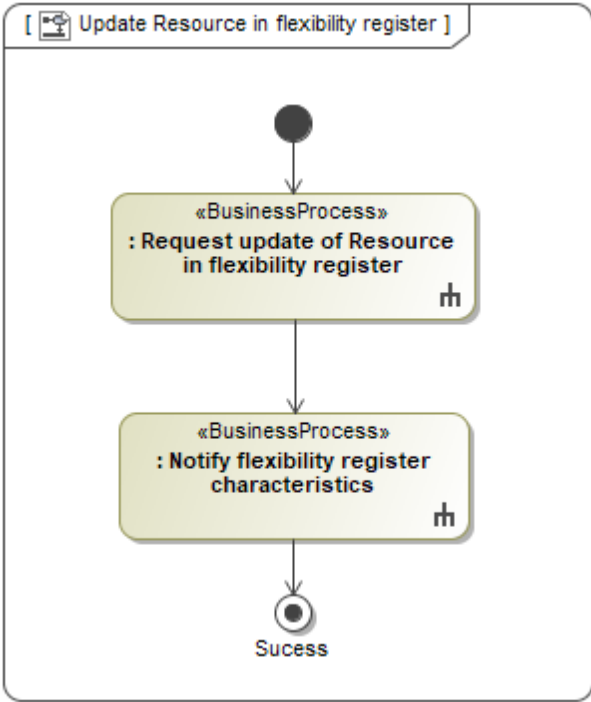 [ Update Resource in flexibility register ]
«BusinessProcess»
: Request update of Resource
in flexibility register
«BusinessProcess»
: Notify flexibility register
characteristics
Sucess